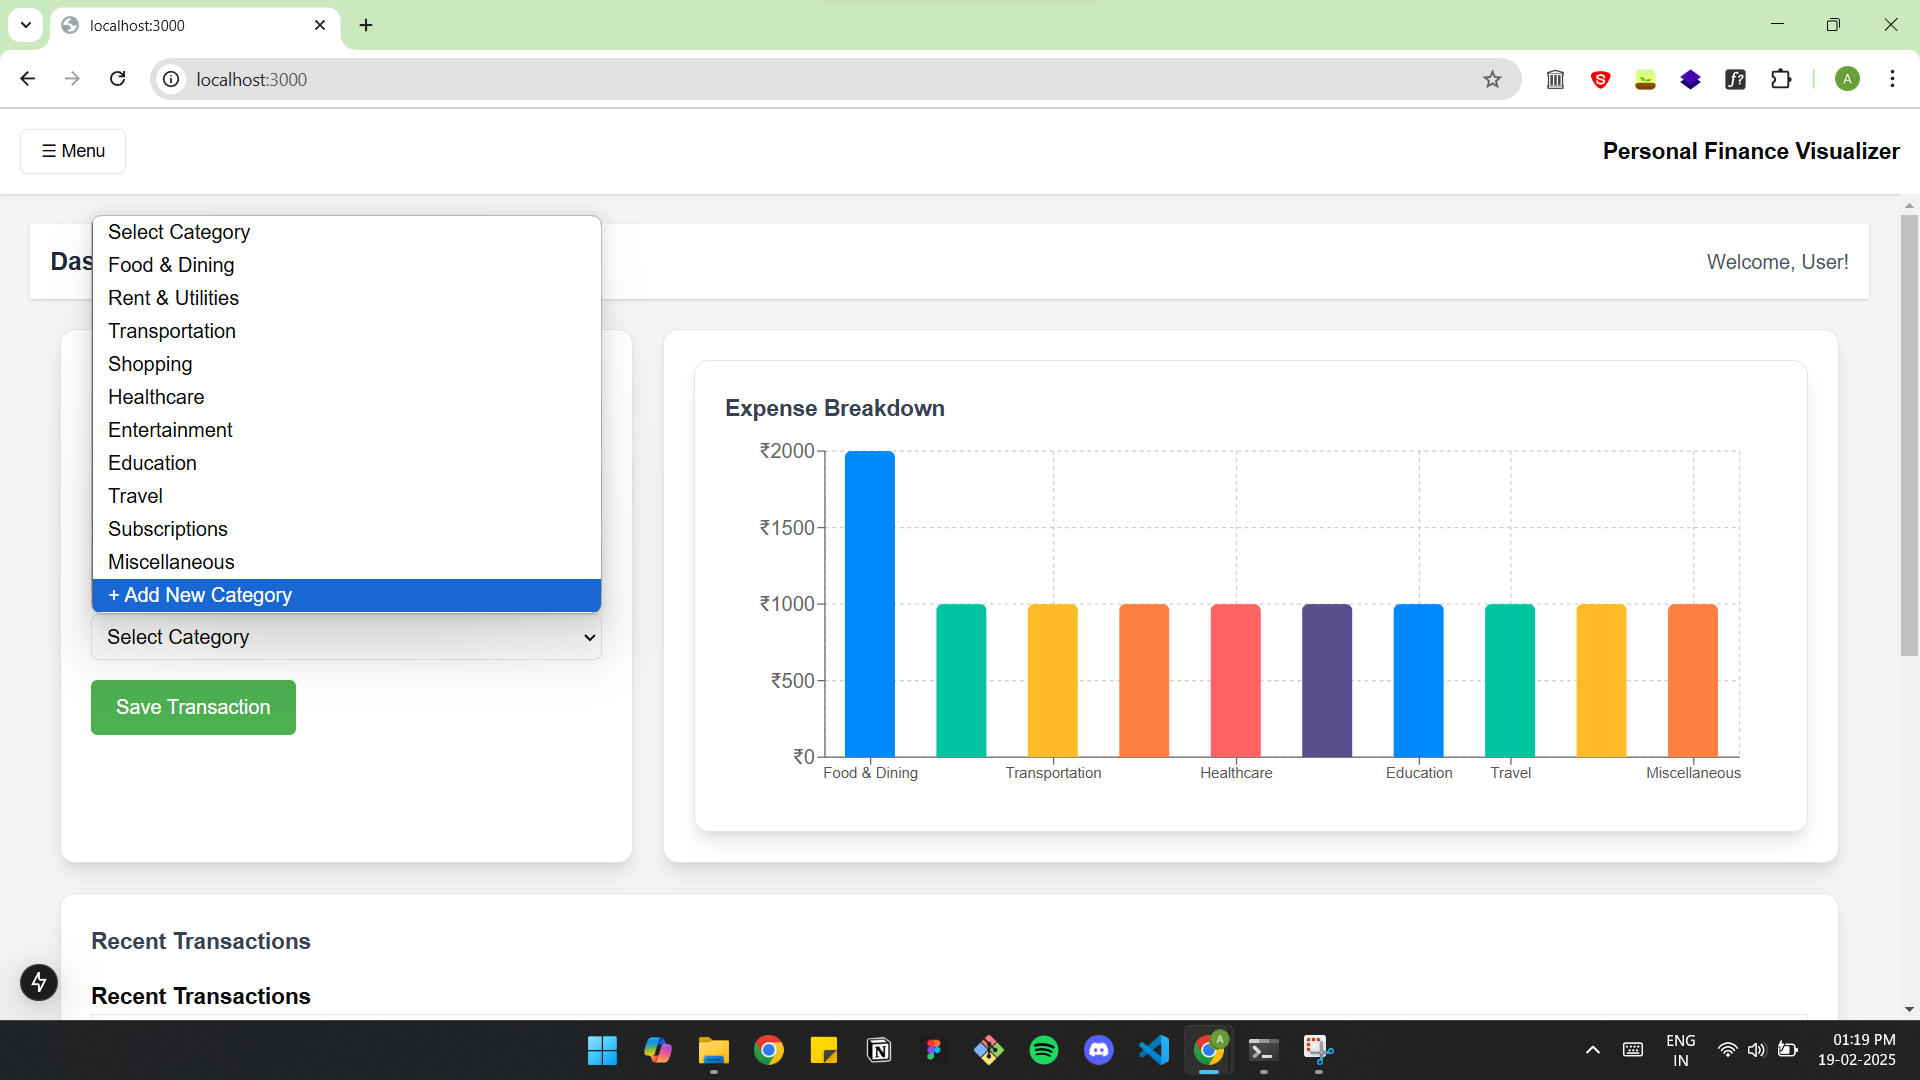 localhost:3000
localhost:3000
A
☰ Menu
Personal Finance Visualizer
Das
Welcome, User!
Select Category
Food & Dining
Rent & Utilities
Transportation
Shopping
Healthcare
Entertainment
Education
Travel
Subscriptions
Miscellaneous
+ Add New Category
Select Category
Save Transaction
Expense Breakdown
₹2000
₹1500
₹1000
₹500
₹0
Food & Dining
Transportation
Healthcare
Education
Travel
Miscellaneous
Recent Transactions
Recent Transactions
ENG
IN
01:19 PM
19-02-2025